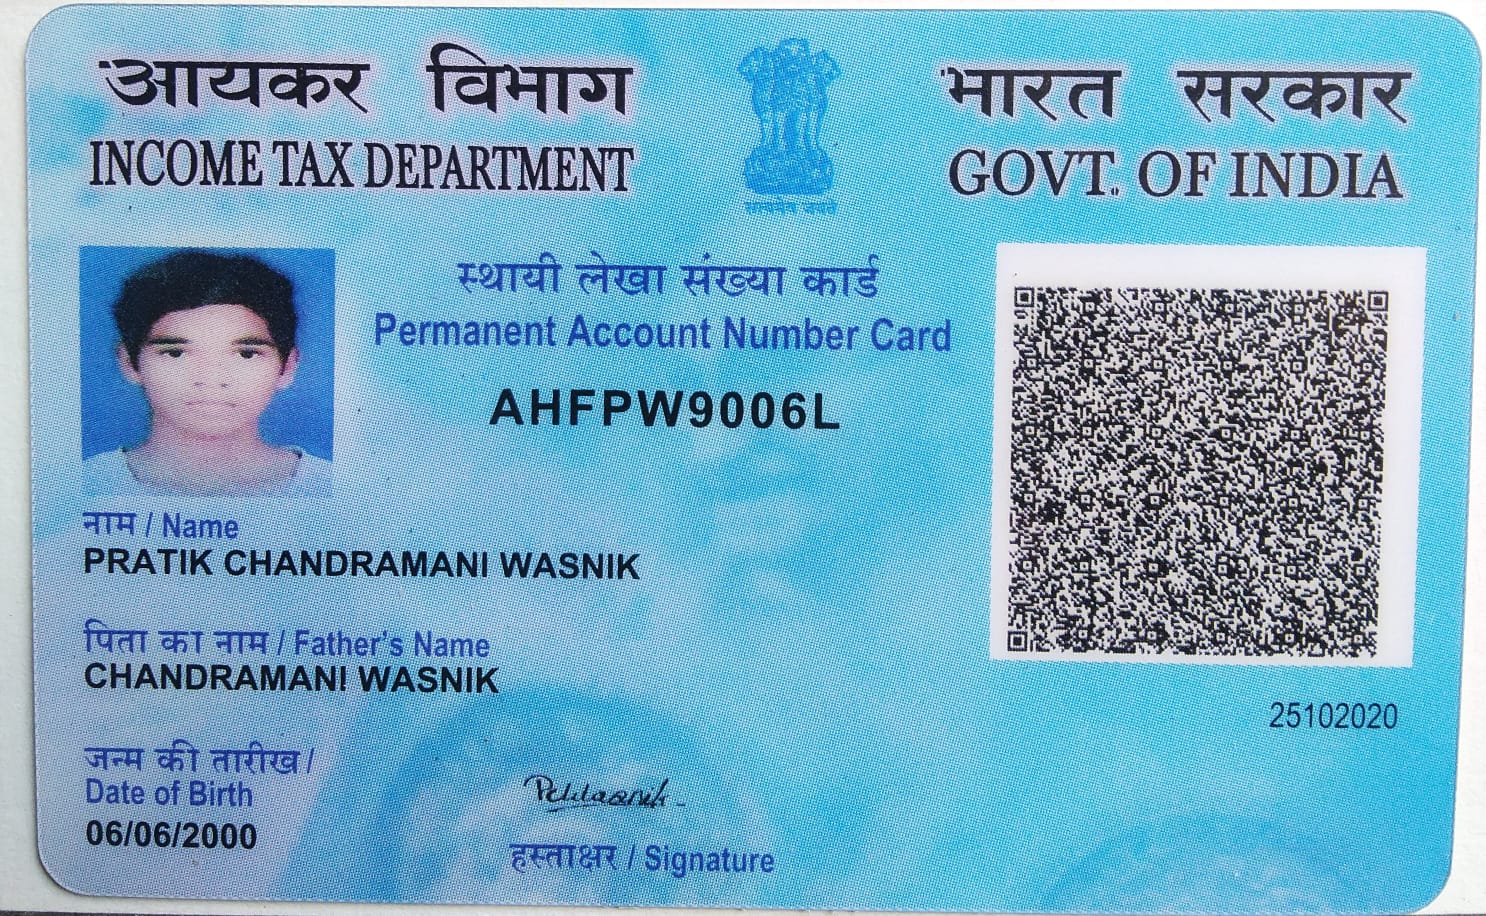 आयकर विभाग
INCOME TAX DEPARTMENT
भारत सरकार
GOVT. OF INDIA
सत्यमेव जयते
स्थायी लेखा संख्या कार्ड
Permanent Account Number Card
AHFPW9006L
नाम / Name
PRATIK CHANDRAMANI WASNIK
पिता का नाम / Father's Name
CHANDRAMANI WASNIK
25102020
जन्म की तारीख /
Date of Birth
06/06/2000
हस्ताक्षर / Signature